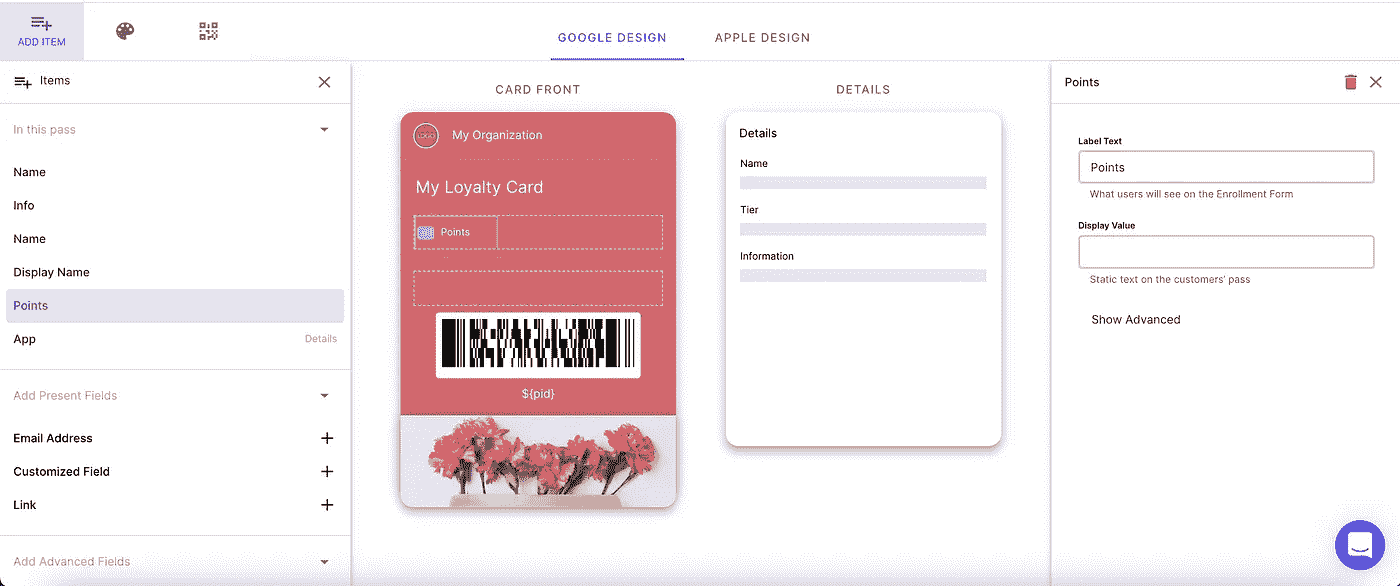 ADD ITEM
GOOGLE DESIGN
APPLE DESIGN
Items
In this pass
Name
Info
Name
Display Name
Points
App
Details
Add Present Fields
Email Address
Customized Field
Link
Add Advanced Fields
CARD FRONT
LOGO
My Organization
My Loyalty Card
Points
${pid}
DETAILS
Details
Name
Tier
Information
Points
Label Text
Points
What users will see on the Enrollment Form
Display Value
Static text on the customers' pass
Show Advanced